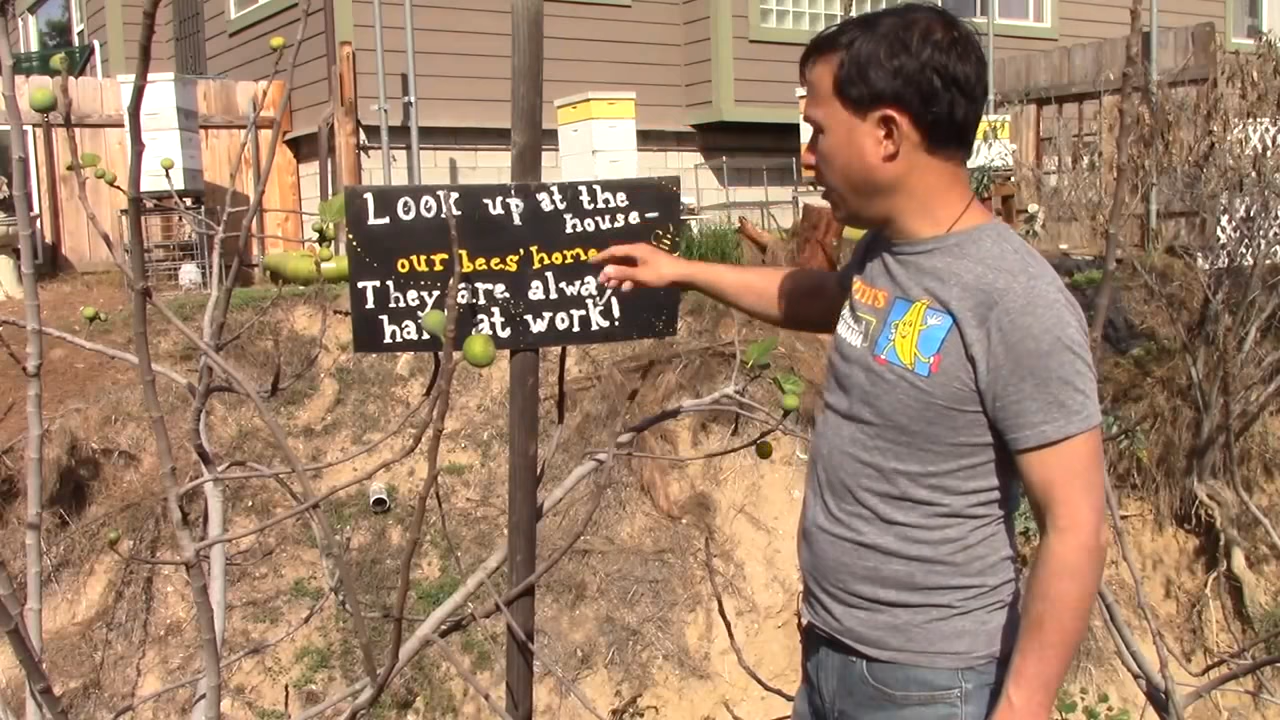 Look up at the
house-
our bees' home
They are
at work!